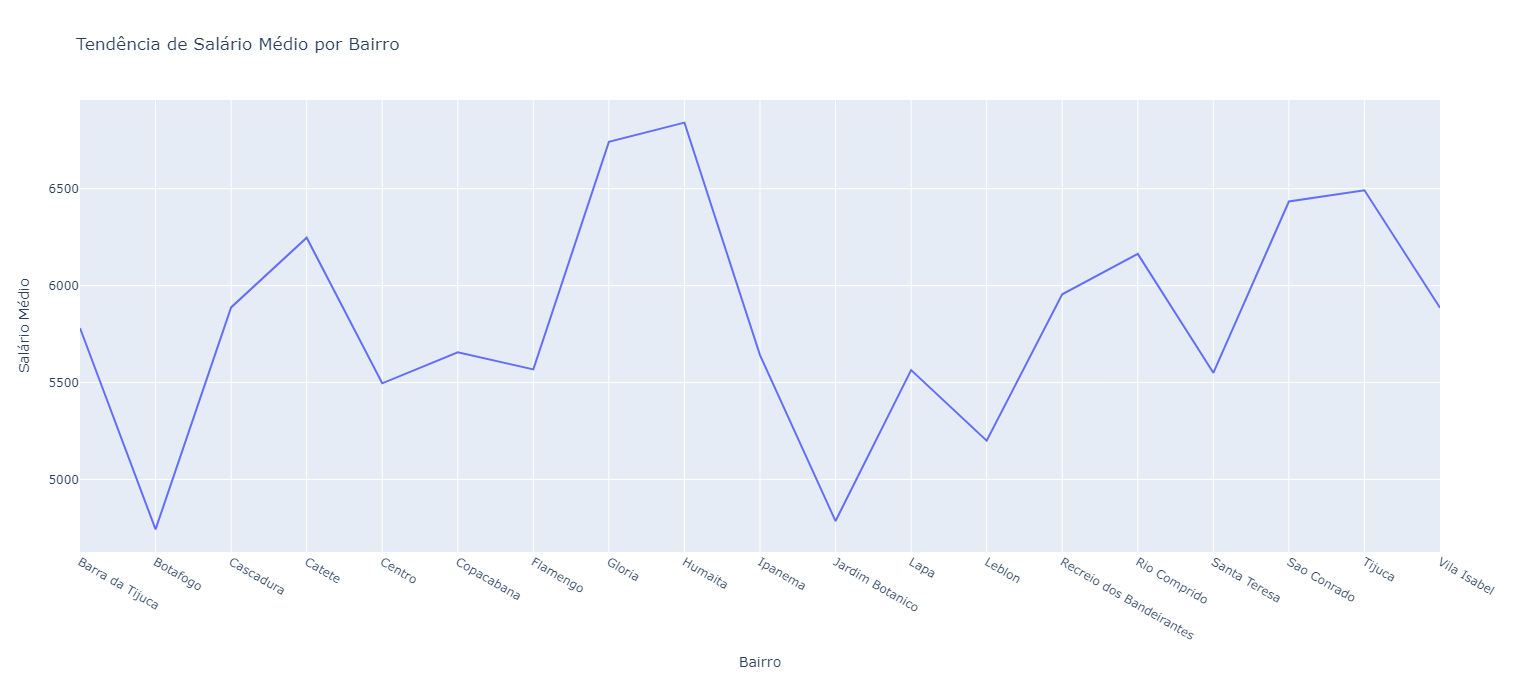 Tendência de Salário Médio por Bairro
Salário Médio
6500
6000
5500
5000
Barra da Tijuca
Botafogo
Cascadura
Catete
Centro
Copacabana
Flamengo
Gloria
Humaita
Ipanema
Jardim Botanico
Lapa
Leblon
Recreio dos Bandeirantes
Rio Comprido
Santa Teresa
Sao Conrado
Tijuca
Vila Isabel
Bairro